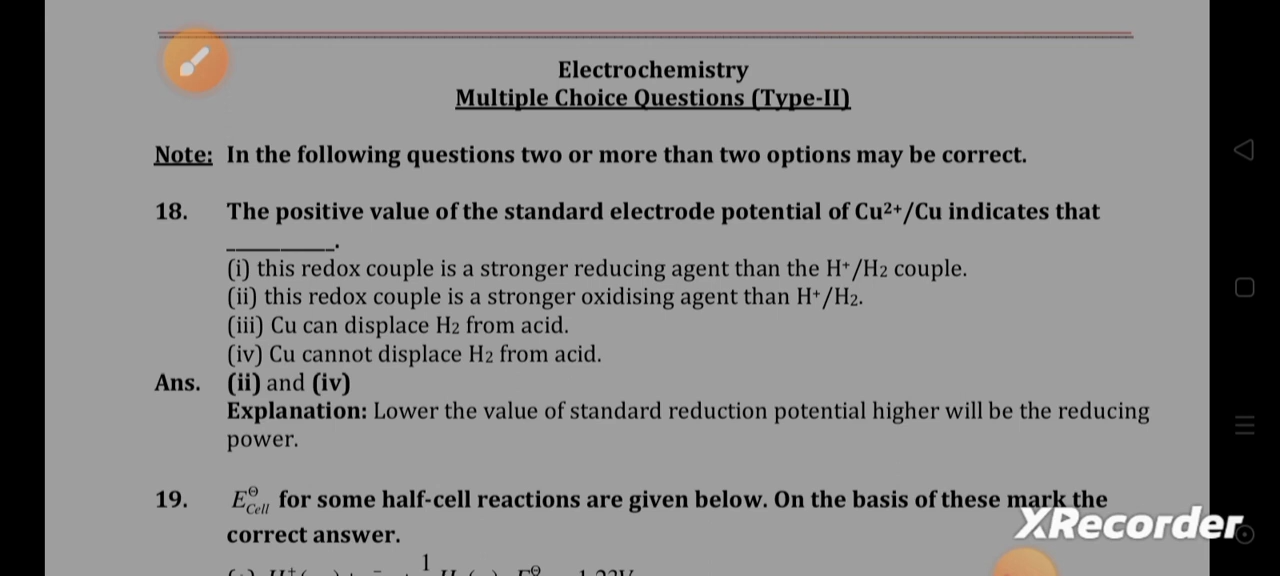 Electrochemistry
Multiple Choice Questions (Type-II)
Note: In the following questions two or more than two options may be correct.
18. The positive value of the standard electrode potential of Cu²⁺/Cu indicates that
__________.
(i) this redox couple is a stronger reducing agent than the H⁺/H₂ couple.
(ii) this redox couple is a stronger oxidising agent than H⁺/H₂.
(iii) Cu can displace H₂ from acid.
(iv) Cu cannot displace H₂ from acid.
Ans. (ii) and (iv)
Explanation: Lower the value of standard reduction potential higher will be the reducing
power.
19. E⊖Cell for some half-cell reactions are given below. On the basis of these mark the
correct answer.
XRecorder